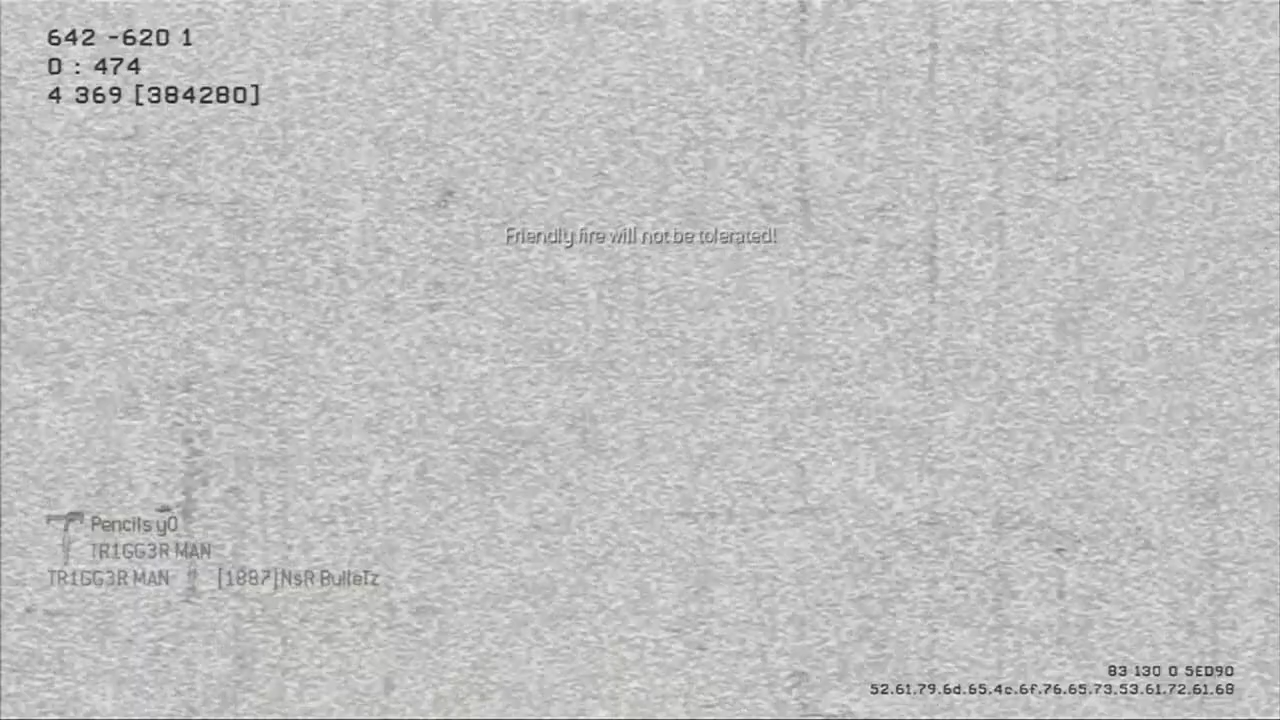 642 -620 1
0 : 474
4 369 [384280]
Friendly fire will not be tolerated!
Pencils y0
TR1GG3R MAN
TR1GG3R MAN [1887]NsR BulleTz
83 130 0 5ED90
52.61.79.6d.65.4c.6f.76.65.73.53.61.72.61.68